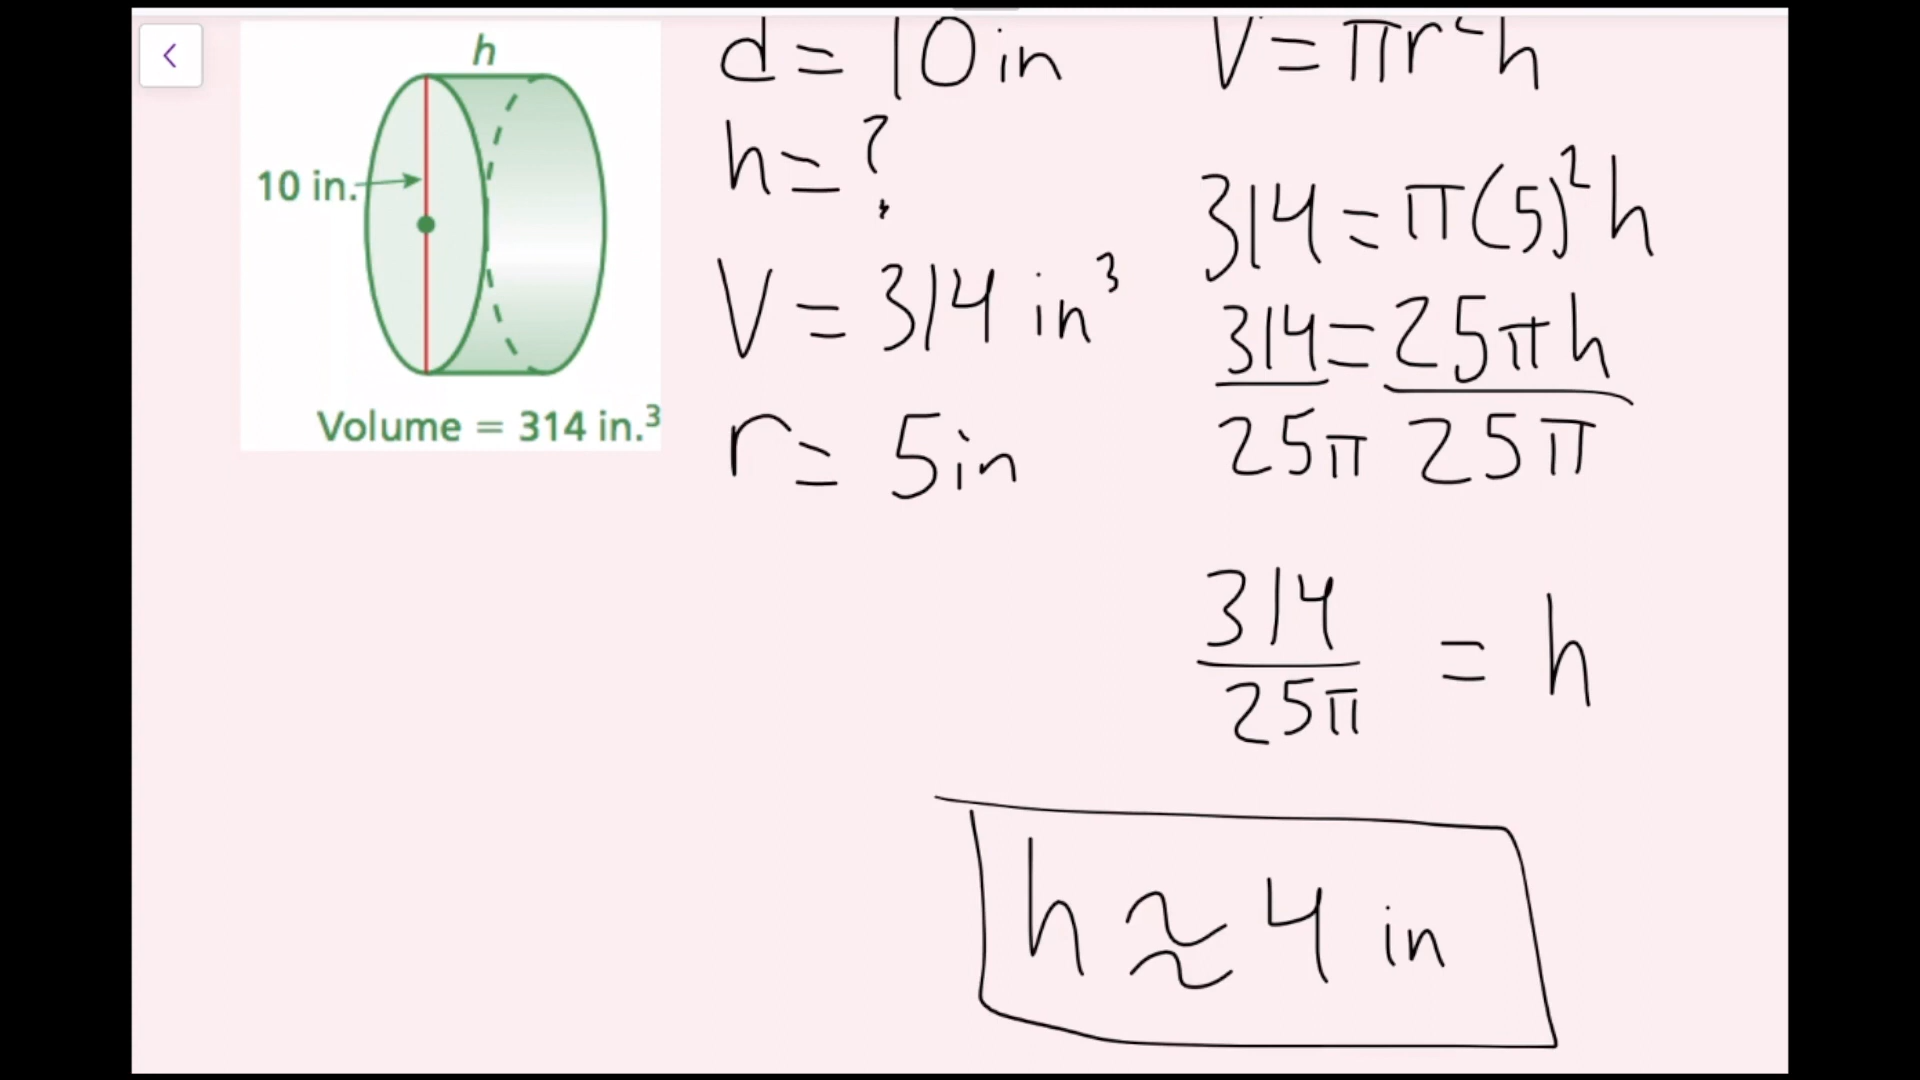 h
10 in.
Volume = 314 in.³
d = 10 in
h = ?
V = 314 in³
r = 5 in
V = πr²h
314 = π(5)²h
314 = 25πh
25π 25π
314
25π
= h
h ≈ 4 in